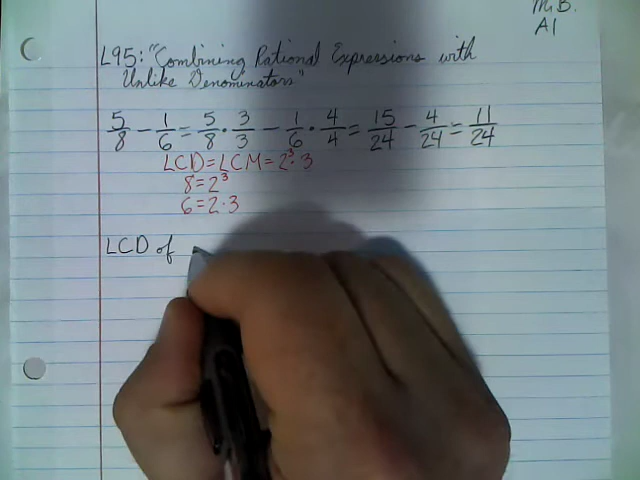 M.B.
A1
L95: "Combining Rational Expressions with
Unlike Denominators"
5/8 - 1/6 = 5/8 · 3/3 - 1/6 · 4/4 = 15/24 - 4/24 = 11/24
LCD = LCM = 2³ · 3
8 = 2³
6 = 2 · 3
LCD of